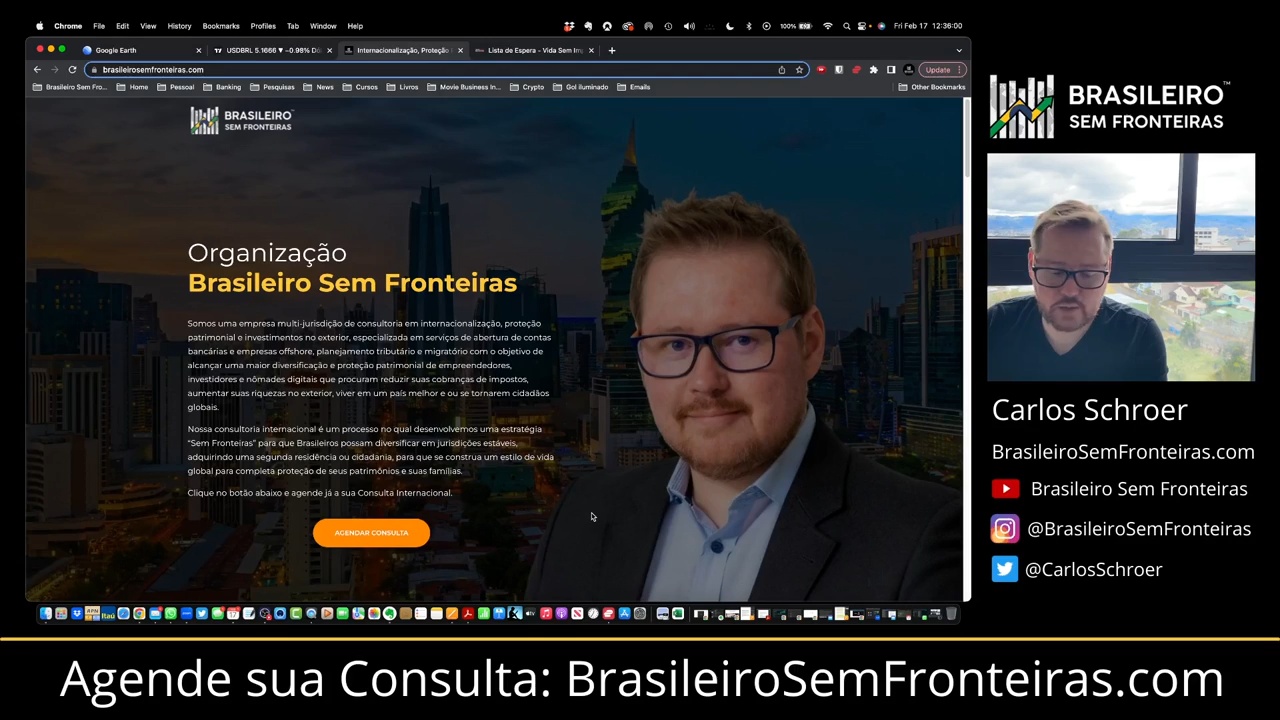 Chrome File Edit View History Bookmarks Profiles Tab Window Help
100% Fri Feb 17 12:36:00
Google Earth
USDBRL 5.1666 ▼ −0.98%
Internacionalização, Proteção
Lista de Espera – Vida Sem
brasileirosemfronteiras.com
Update
Brasileiro Sem Fro... Home Pessoal Banking Pesquisas News Cursos Livros Movie Business In... Crypto Gol iluminado Emails Other Bookmarks
BRASILEIRO
SEM FRONTEIRAS
Organização
Brasileiro Sem Fronteiras
Somos uma empresa multi-jurisdição de consultoria em internacionalização, proteção
patrimonial e investimentos no exterior, especializada em serviços de abertura de contas
bancárias e empresas offshore, planejamento tributário e migratório com o objetivo de
alcançar uma maior diversificação e proteção patrimonial de empreendedores,
investidores e nômades digitais que procuram reduzir suas cobranças de impostos,
aumentar suas riquezas no exterior, viver em um país melhor e ou se tornarem cidadãos
globais.
Nossa consultoria internacional é um processo no qual desenvolvemos uma estratégia
“Sem Fronteiras” para que Brasileiros possam diversificar em jurisdições estáveis,
adquirindo uma segunda residência ou cidadania, para que se construa um estilo de vida
global para completa proteção de seus patrimônios e suas famílias.
Clique no botão abaixo e agende já a sua Consulta Internacional.
AGENDAR CONSULTA
BRASILEIRO™
SEM FRONTEIRAS
Carlos Schroer
BrasileiroSemFronteiras.com
Brasileiro Sem Fronteiras
@BrasileiroSemFronteiras
@CarlosSchroer
Agende sua Consulta: BrasileiroSemFronteiras.com